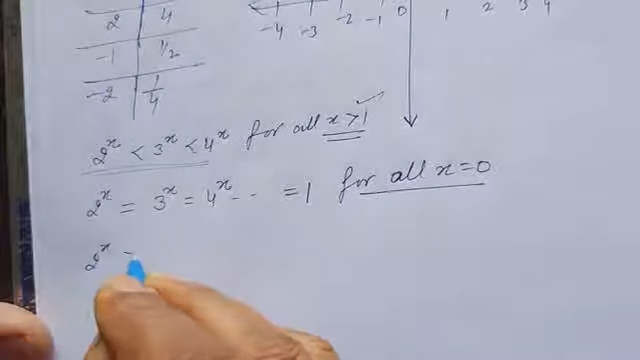 2 | 4
-1 | 1/2
-2 | 1/4
-4 -3 -2 -1 0 1 2 3 4
2^x < 3^x < 4^x for all x > 1 ✓
2^x = 3^x = 4^x -- = 1 for all x = 0
2^x